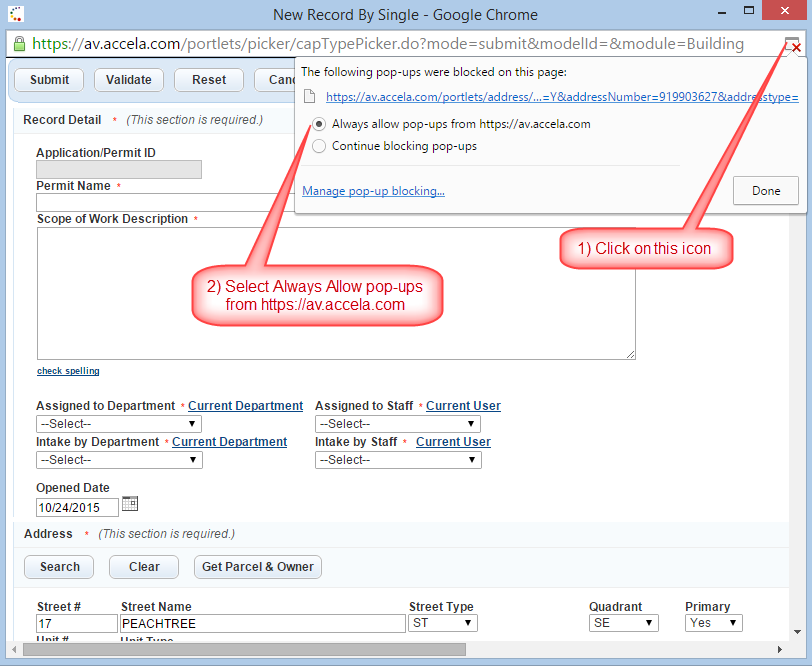 New Record By Single - Google Chrome
https://av.accela.com/portlets/picker/capTypePicker.do?mode=submit&modelId=&module=Building
Submit Validate Reset Canc
The following pop-ups were blocked on this page:
https://av.accela.com/portlets/address/...=Y&addressNumber=919903627&addresstype=
Always allow pop-ups from https://av.accela.com
Continue blocking pop-ups
Manage pop-up blocking...
Done
Record Detail * (This section is required.)
Application/Permit ID
Permit Name *
Scope of Work Description *
1) Click on this icon
2) Select Always Allow pop-ups
from https://av.accela.com
check spelling
Assigned to Department * Current Department Assigned to Staff * Current User
--Select-- --Select--
Intake by Department * Current Department Intake by Staff * Current User
--Select-- --Select--
Opened Date
10/24/2015
Address * (This section is required.)
Search Clear Get Parcel & Owner
Street # Street Name Street Type Quadrant Primary
17 PEACHTREE ST SE Yes
Unit # Unit Type